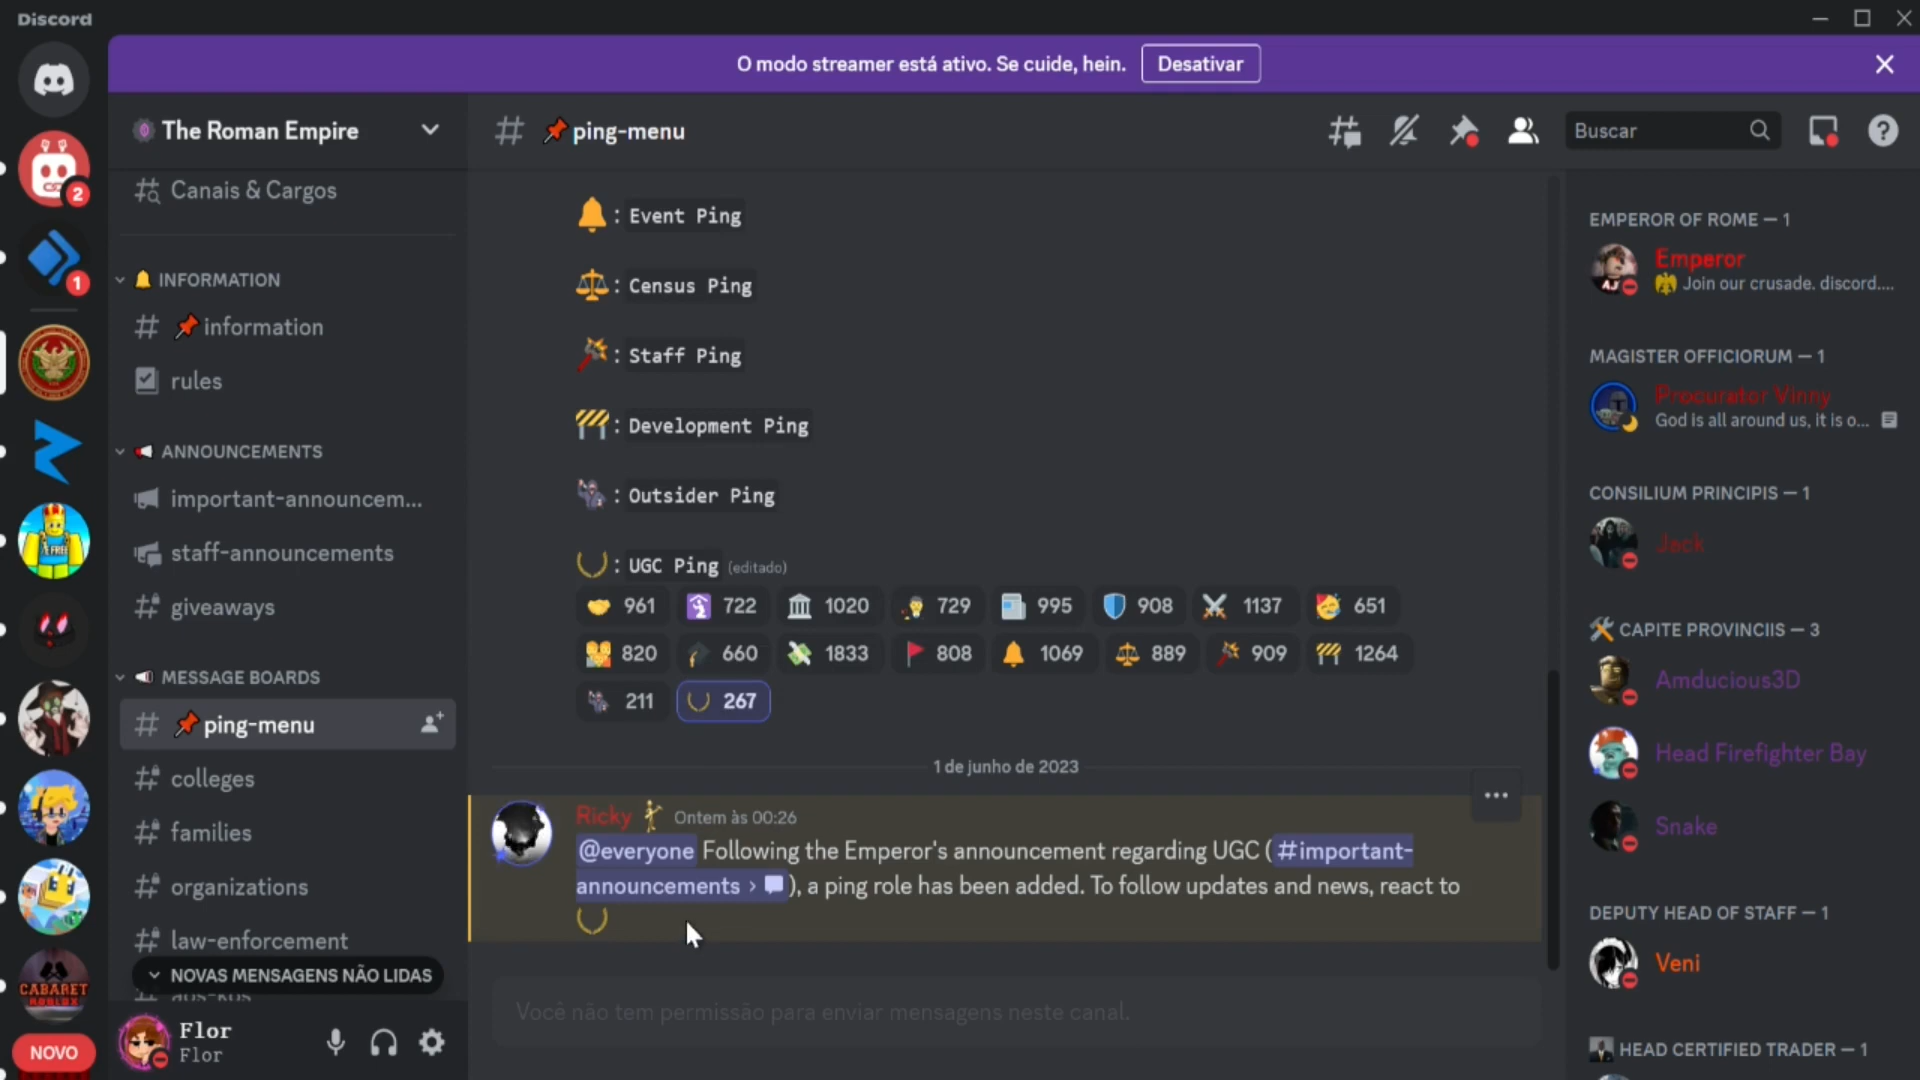 Discord
O modo streamer está ativo. Se cuide, hein. Desativar
2
1
CABARET
ROBLOX
NOVO
The Roman Empire
Canais & Cargos
INFORMATION
information
rules
ANNOUNCEMENTS
important-announcem...
staff-announcements
giveaways
MESSAGE BOARDS
ping-menu
colleges
families
organizations
law-enforcement
NOVAS MENSAGENS NÃO LIDAS
Flor
Flor
ping-menu
Buscar
: Event Ping
: Census Ping
: Staff Ping
: Development Ping
: Outsider Ping
: UGC Ping (editado)
961 722 1020 729 995 908 1137 651
820 660 1833 808 1069 889 909 1264
211 267
1 de junho de 2023
Ricky Ontem às 00:26
@everyone Following the Emperor's announcement regarding UGC ( #important-
announcements › ), a ping role has been added. To follow updates and news, react to
Você não tem permissão para enviar mensagens neste canal.
EMPEROR OF ROME — 1
AJ
Emperor
Join our crusade. discord....
MAGISTER OFFICIORUM — 1
Procurator Vinny
God is all around us, it is o...
CONSILIUM PRINCIPIS — 1
Jack
CAPITE PROVINCIIS — 3
Amducious3D
Head Firefighter Bay
Snake
DEPUTY HEAD OF STAFF — 1
Veni
HEAD CERTIFIED TRADER — 1